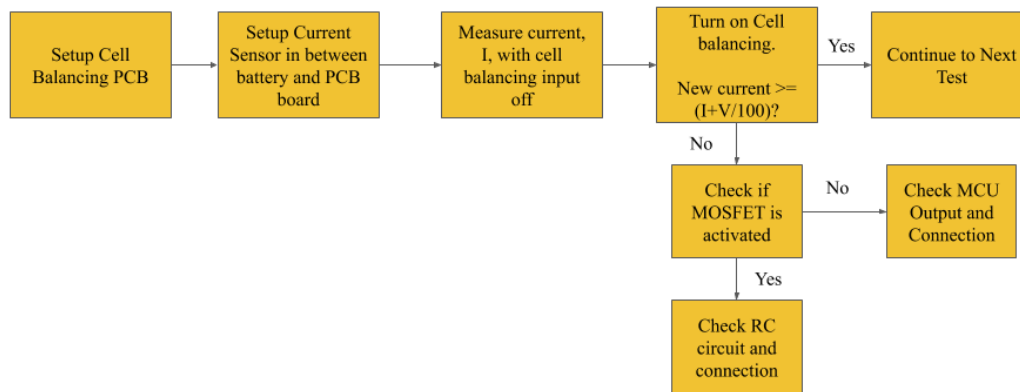 Setup Cell
Balancing PCB
Setup Current
Sensor in between
battery and PCB
board
Measure current,
I, with cell
balancing input
off
Turn on Cell
balancing.
New current >=
(I+V/100)?
Yes
Continue to Next
Test
No
Check if
MOSFET is
activated
No
Check MCU
Output and
Connection
Yes
Check RC
circuit and
connection